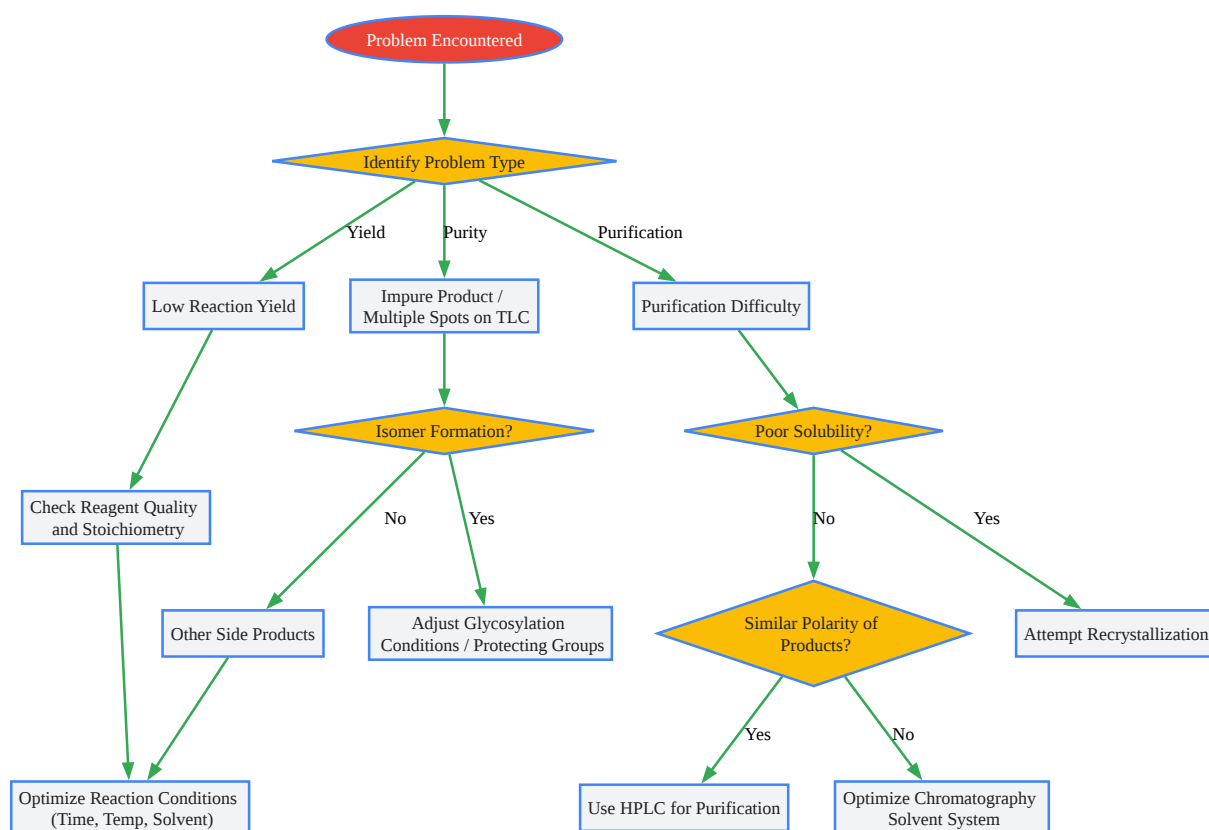 Problem Encountered
Identify Problem Type
Yield
Purity
Purification
Low Reaction Yield
Impure Product /
Multiple Spots on TLC
Purification Difficulty
Isomer Formation?
Poor Solubility?
Check Reagent Quality
and Stoichiometry
No
Yes
No
Yes
Other Side Products
Adjust Glycosylation
Conditions / Protecting Groups
Similar Polarity of
Products?
Attempt Recrystallization
Yes
No
Optimize Reaction Conditions
(Time, Temp, Solvent)
Use HPLC for Purification
Optimize Chromatography
Solvent System